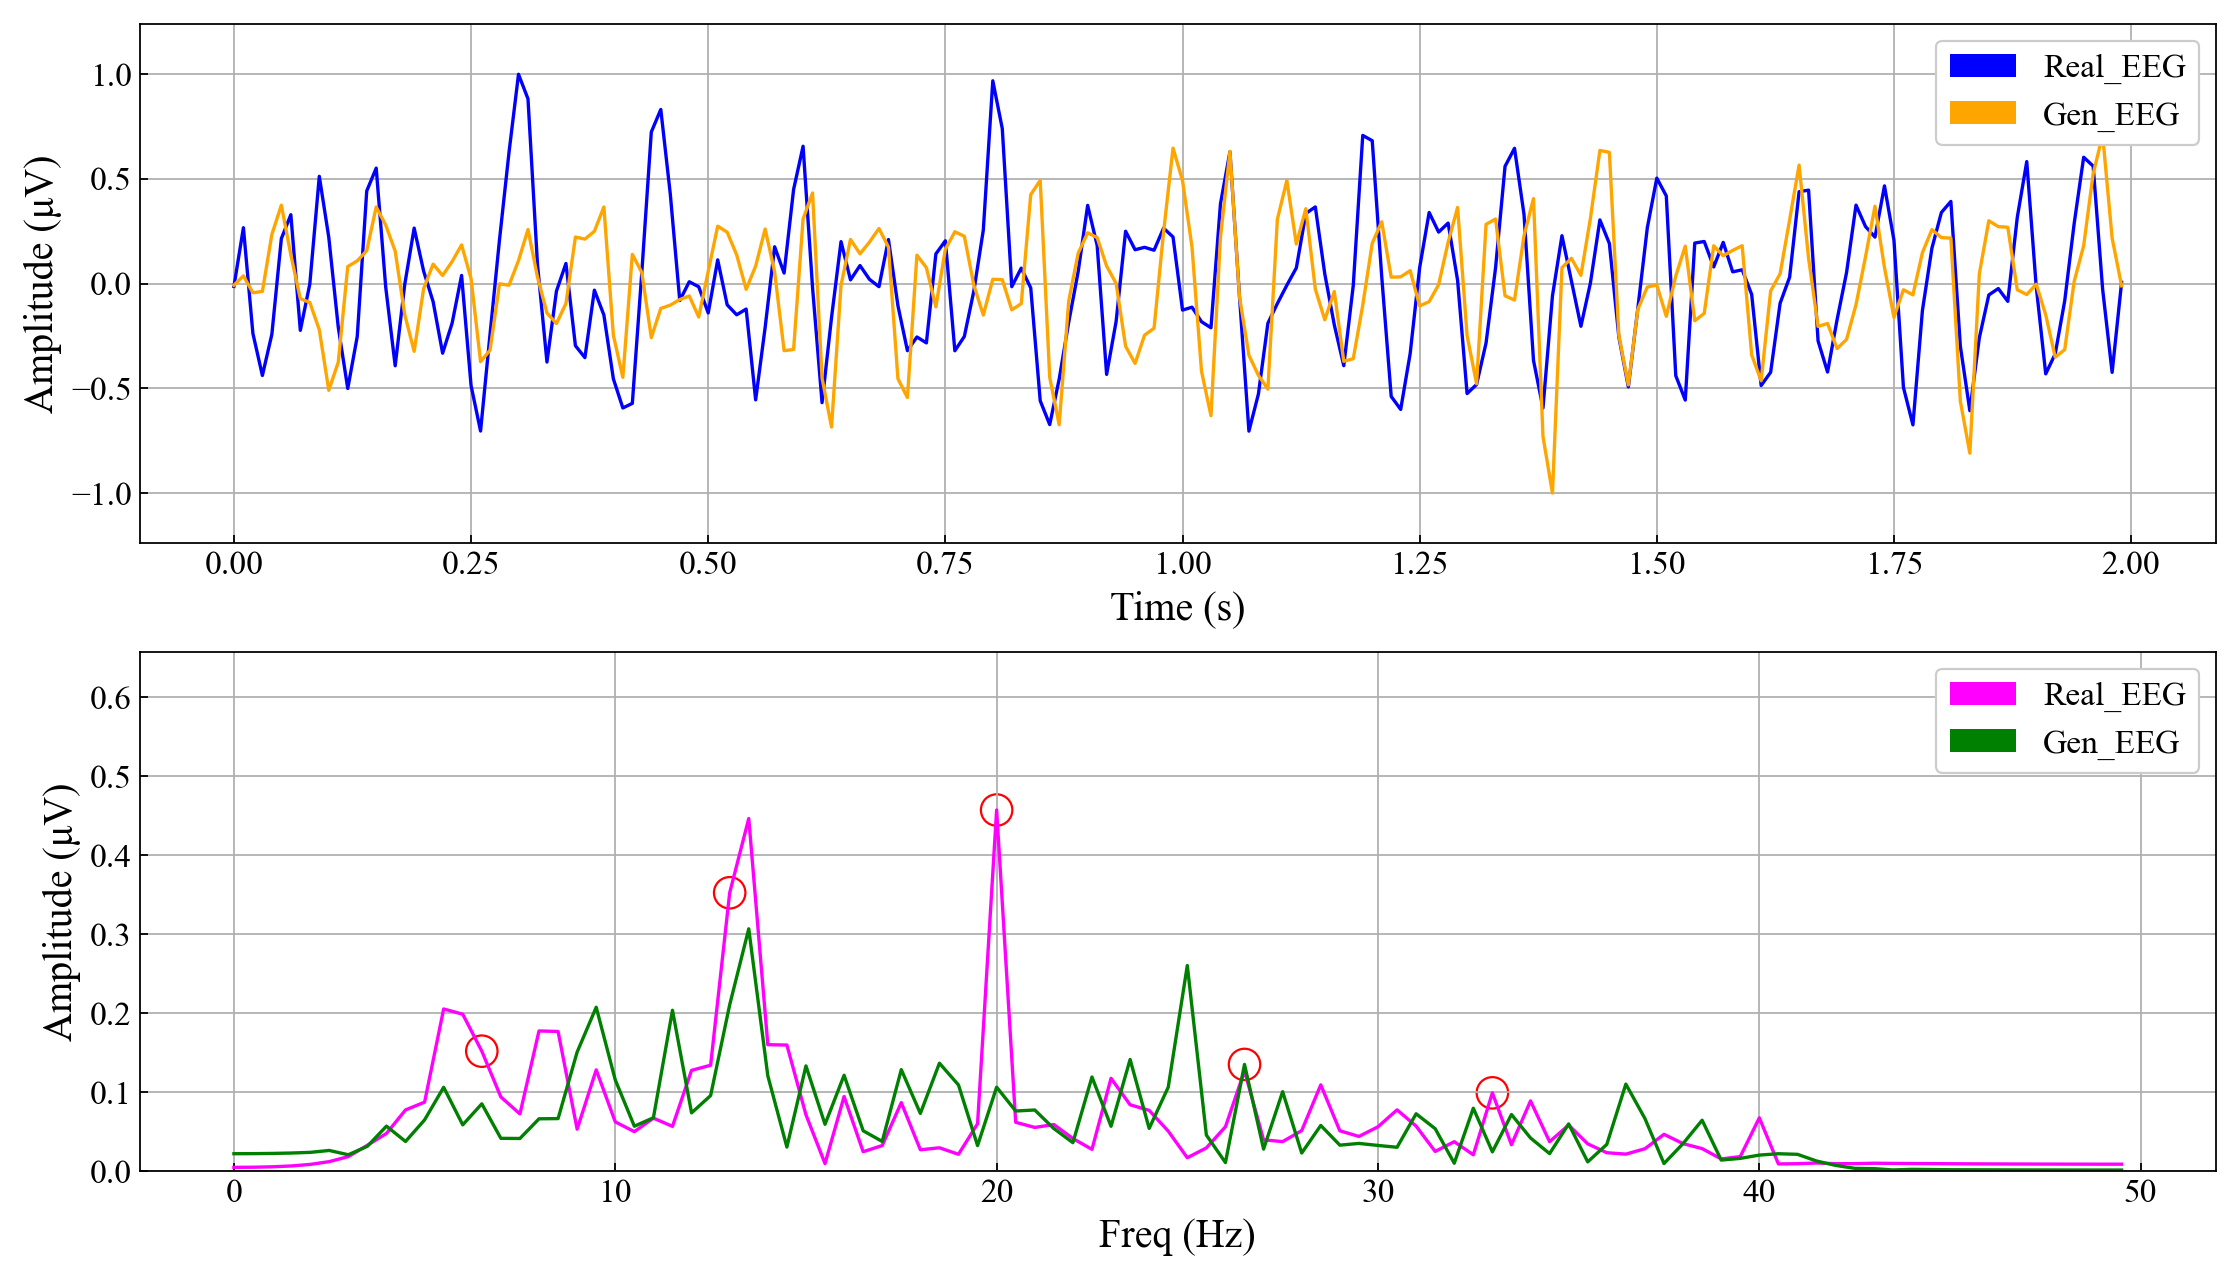 Amplitude (μV)
1.0
0.5
0.0
−0.5
−1.0
Real_EEG
Gen_EEG
0.00 0.25 0.50 0.75 1.00 1.25 1.50 1.75 2.00
Time (s)
Amplitude (μV)
0.6
0.5
0.4
0.3
0.2
0.1
0.0
Real_EEG
Gen_EEG
0 10 20 30 40 50
Freq (Hz)